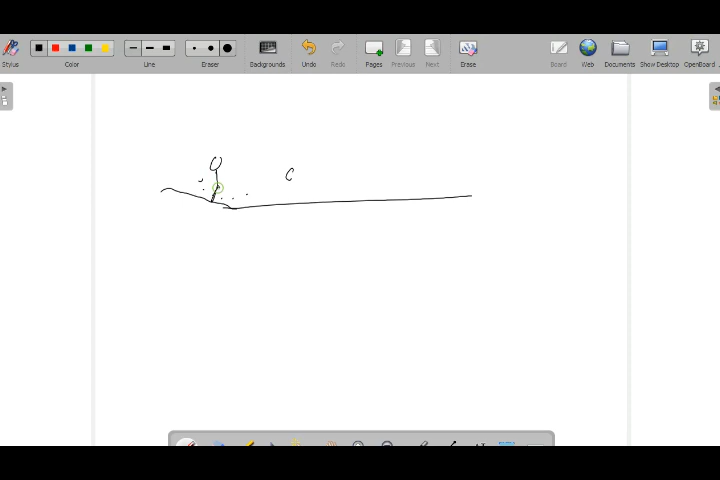 Stylus Color Line Eraser Backgrounds Undo Redo Pages Previous Next Erase Board Web Documents Show Desktop OpenBoard
C